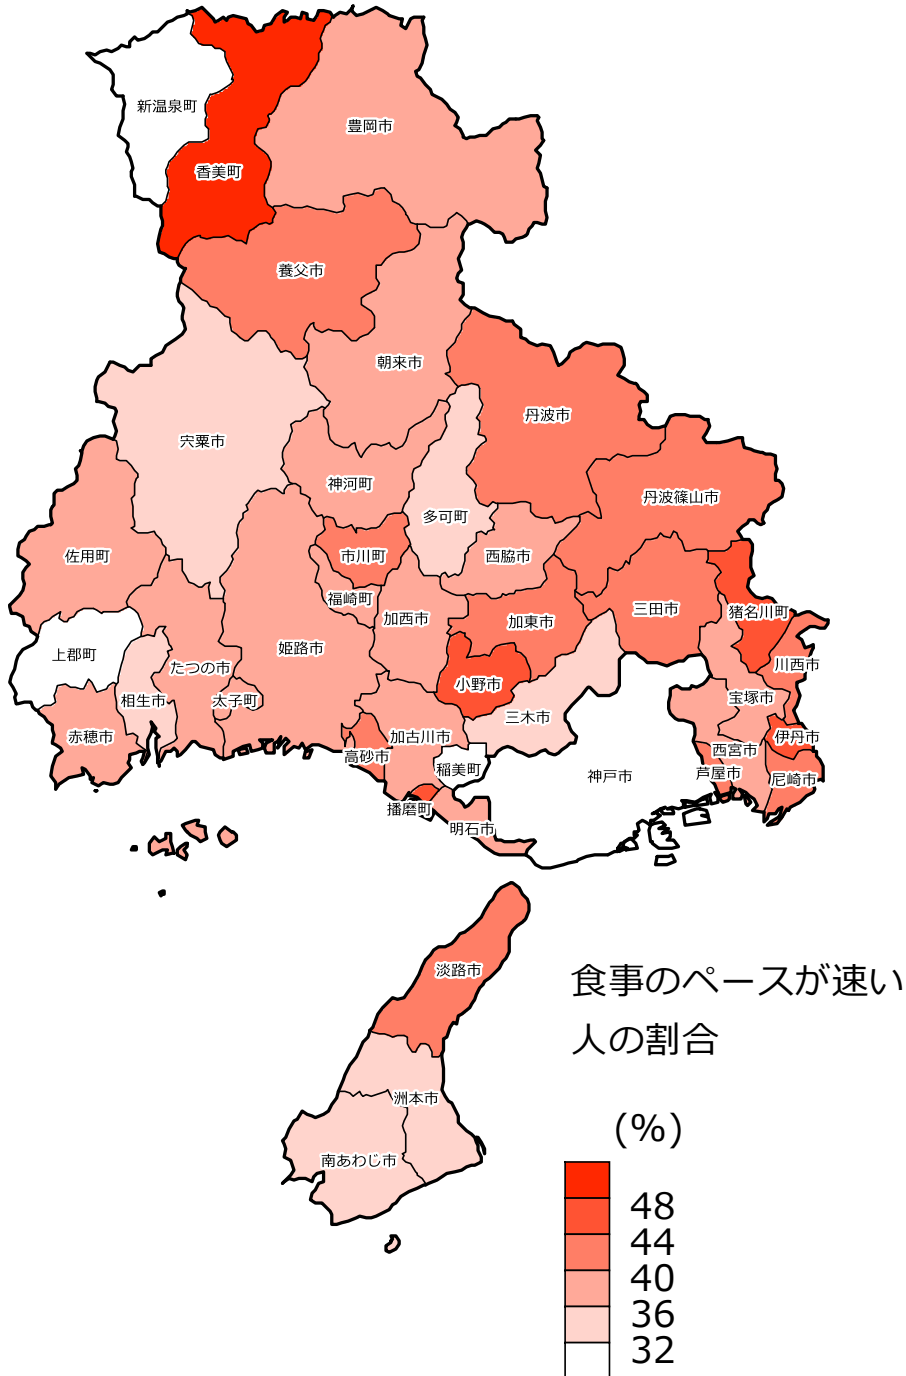 新温泉町
豊岡市
香美町
養父市
朝来市
丹波市
宍粟市
神河町
丹波篠山市
多可町
佐用町
市川町
西脇市
福崎町
三田市
猪名川町
加西市
加東市
姫路市
上郡町
川西市
たつの市
小野市
相生市
太子町
宝塚市
三木市
赤穂市
加古川市
伊丹市
西宮市
高砂市
稲美町
神戸市
芦屋市
尼崎市
播磨町
明石市
淡路市
食事のペースが速い
人の割合
洲本市
(%)
南あわじ市
48
44
40
36
32